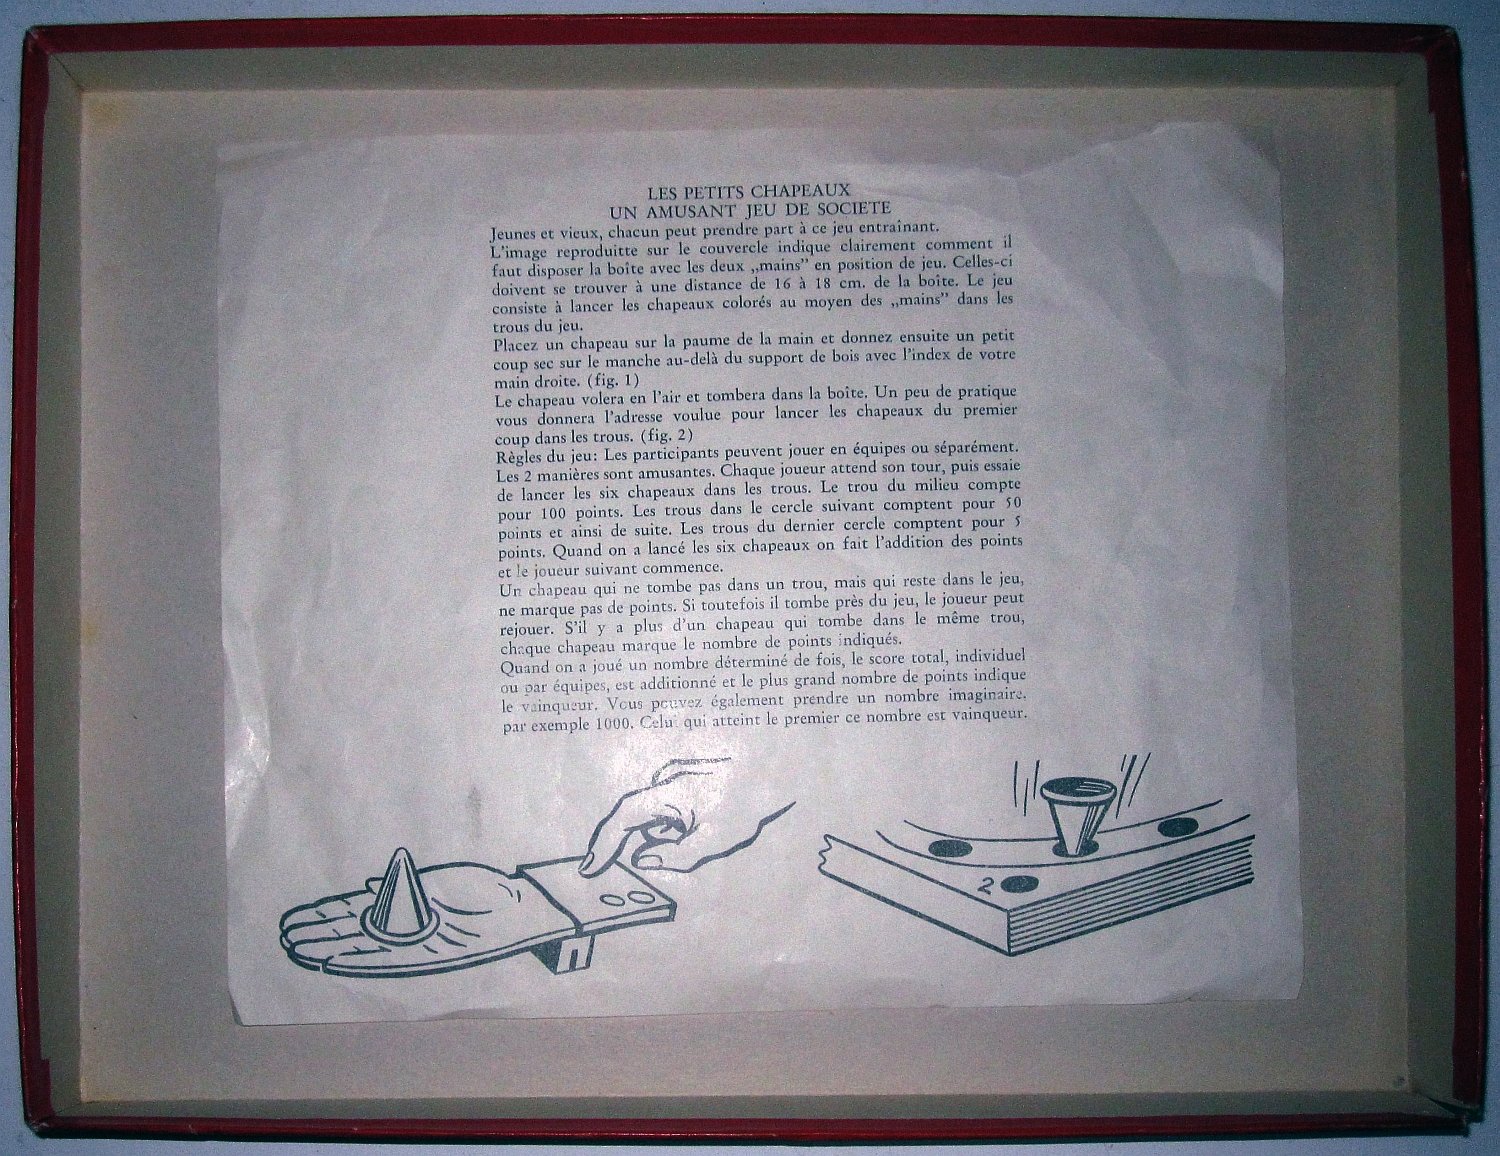 LES PETITS CHAPEAUX
UN AMUSANT JEU DE SOCIETE
Jeunes et vieux, chacun peut prendre part à ce jeu entraînant.
L'image reproduitte sur le couvercle indique clairement comment il
faut disposer la boîte avec les deux „mains” en position de jeu. Celles-ci
doivent se trouver à une distance de 16 à 18 cm. de la boîte. Le jeu
consiste à lancer les chapeaux colorés au moyen des „mains” dans les
trous du jeu.
Placez un chapeau sur la paume de la main et donnez ensuite un petit
coup sec sur le manche au-delà du support de bois avec l'index de votre
main droite. (fig. 1)
Le chapeau volera en l'air et tombera dans la boîte. Un peu de pratique
vous donnera l'adresse voulue pour lancer les chapeaux du premier
coup dans les trous. (fig. 2)
Règles du jeu: Les participants peuvent jouer en équipes ou séparément.
Les 2 manières sont amusantes. Chaque joueur attend son tour, puis essaie
de lancer les six chapeaux dans les trous. Le trou du milieu compte
pour 100 points. Les trous dans le cercle suivant comptent pour 50
points et ainsi de suite. Les trous du dernier cercle comptent pour 5
points. Quand on a lancé les six chapeaux on fait l'addition des points
et le joueur suivant commence.
Un chapeau qui ne tombe pas dans un trou, mais qui reste dans le jeu,
ne marque pas de points. Si toutefois il tombe près du jeu, le joueur peut
rejouer. S'il y a plus d'un chapeau qui tombe dans le même trou,
chaque chapeau marque le nombre de points indiqués.
Quand on a joué un nombre déterminé de fois, le score total, individuel
ou par équipes, est additionné et le plus grand nombre de points indique
le vainqueur. Vous pouvez également prendre un nombre imaginaire.
par exemple 1000. Celui qui atteint le premier ce nombre est vainqueur.
2